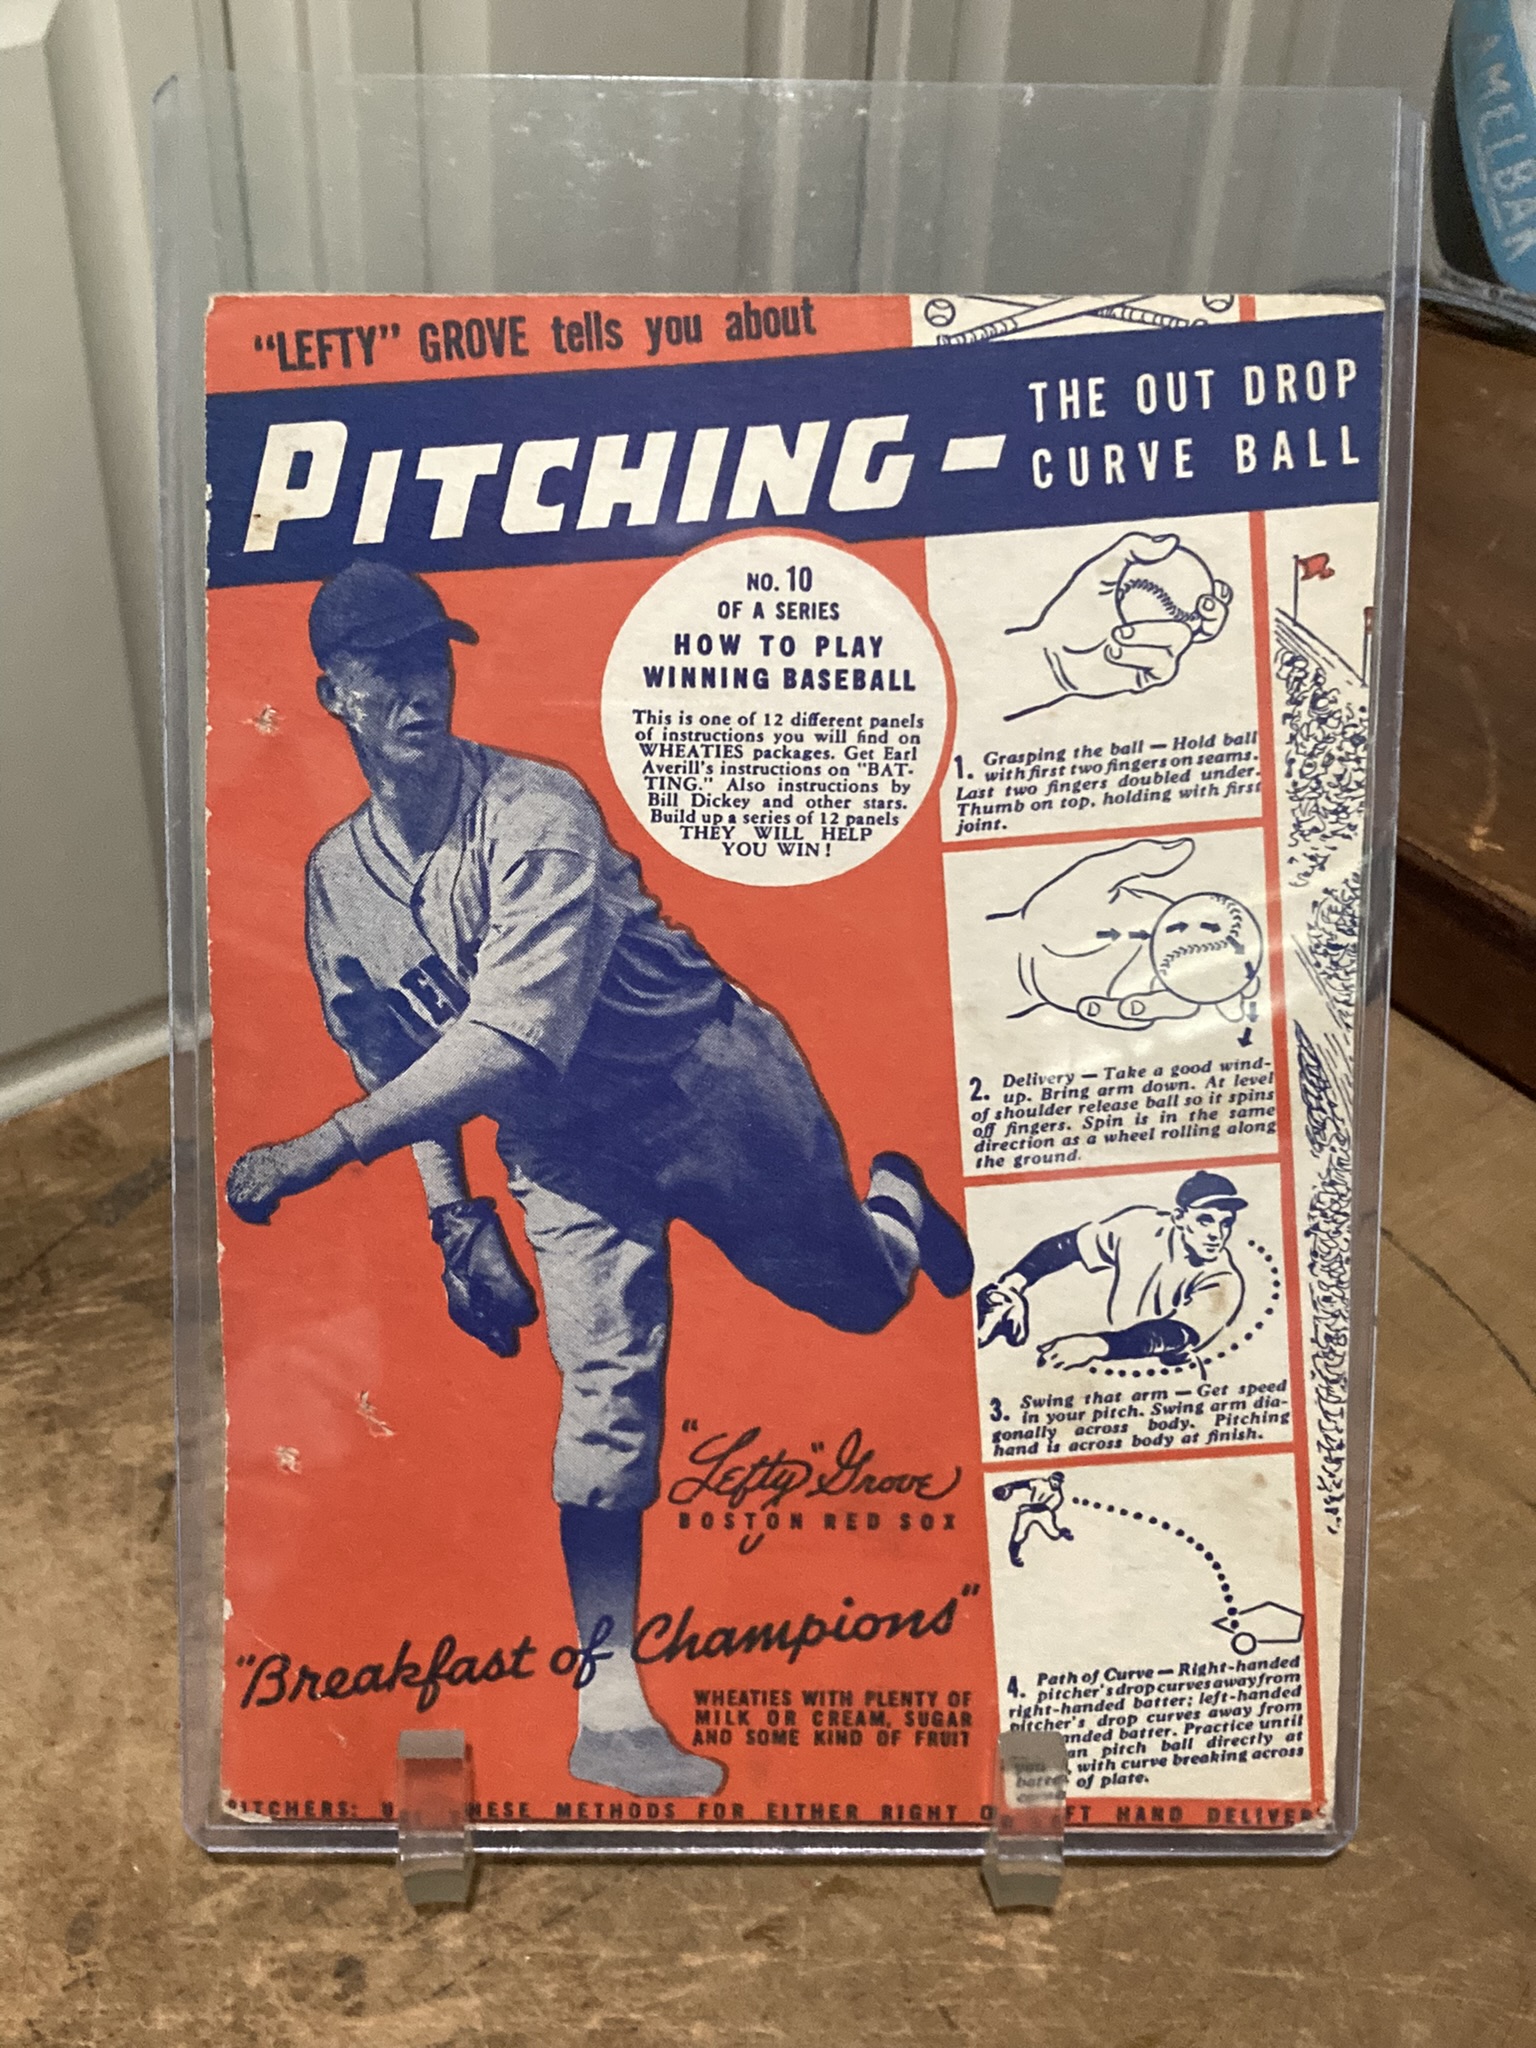 "LEFTY" GROVE tells you about
PITCHING -
THE OUT DROP
CURVE BALL
NO. 10
OF A SERIES
HOW TO PLAY
WINNING BASEBALL
This is one of 12 different panels
of instructions you will find on
WHEATIES packages. Get Earl
Averill's instructions on "BAT-
TING." Also instructions by
Bill Dickey and other stars.
Build up a series of 12 panels
THEY WILL HELP
YOU WIN!
1. Grasping the ball — Hold ball
with first two fingers on seams.
Last two fingers doubled under.
Thumb on top, holding with first
joint.
2. Delivery — Take a good wind-
up. Bring arm down. At level
of shoulder release ball so it spins
off fingers. Spin is in the same
direction as a wheel rolling along
the ground.
3. Swing that arm — Get speed
in your pitch. Swing arm dia-
gonally across body. Pitching
hand is across body at finish.
4. Path of Curve — Right-handed
pitcher's drop curves away from
right-handed batter; left-handed
pitcher's drop curves away from
anded batter. Practice until
an pitch ball directly at
, with curve breaking across
of plate.
RED
"Lefty" Grove
BOSTON RED SOX
"Breakfast of Champions"
WHEATIES WITH PLENTY OF
MILK OR CREAM, SUGAR
AND SOME KIND OF FRUIT
PITCHERS: METHODS FOR EITHER RIGHT HAND DELIVERY
AMELBAK